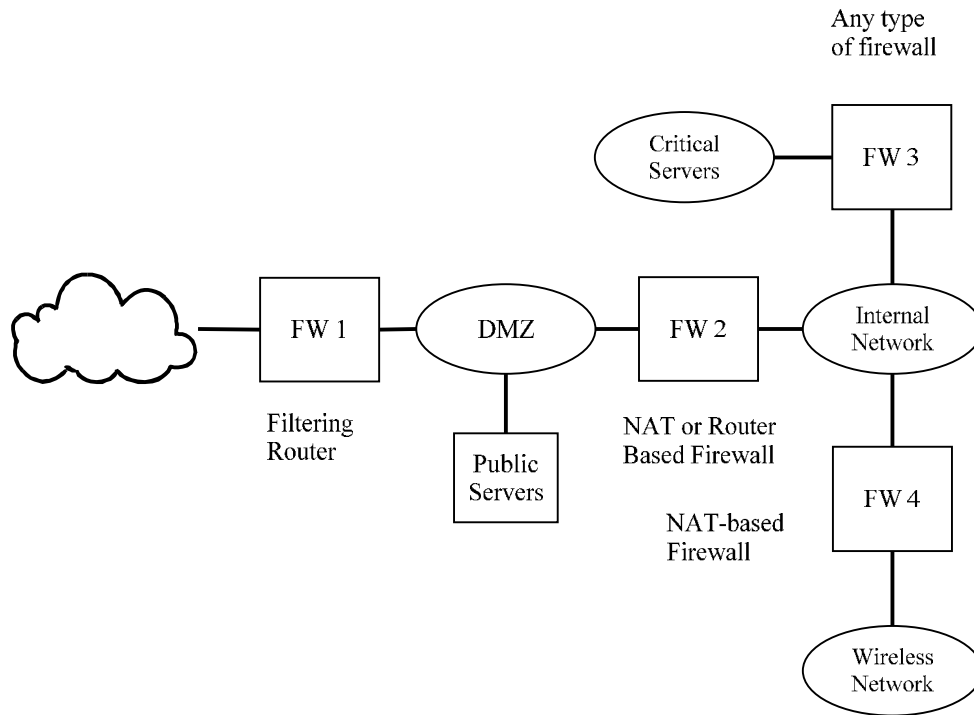 Any type
of firewall
Critical
Servers
FW 3
FW 1
DMZ
FW 2
Internal
Network
Filtering
Router
NAT or Router
Based Firewall
Public
Servers
NAT-based
Firewall
FW 4
Wireless
Network